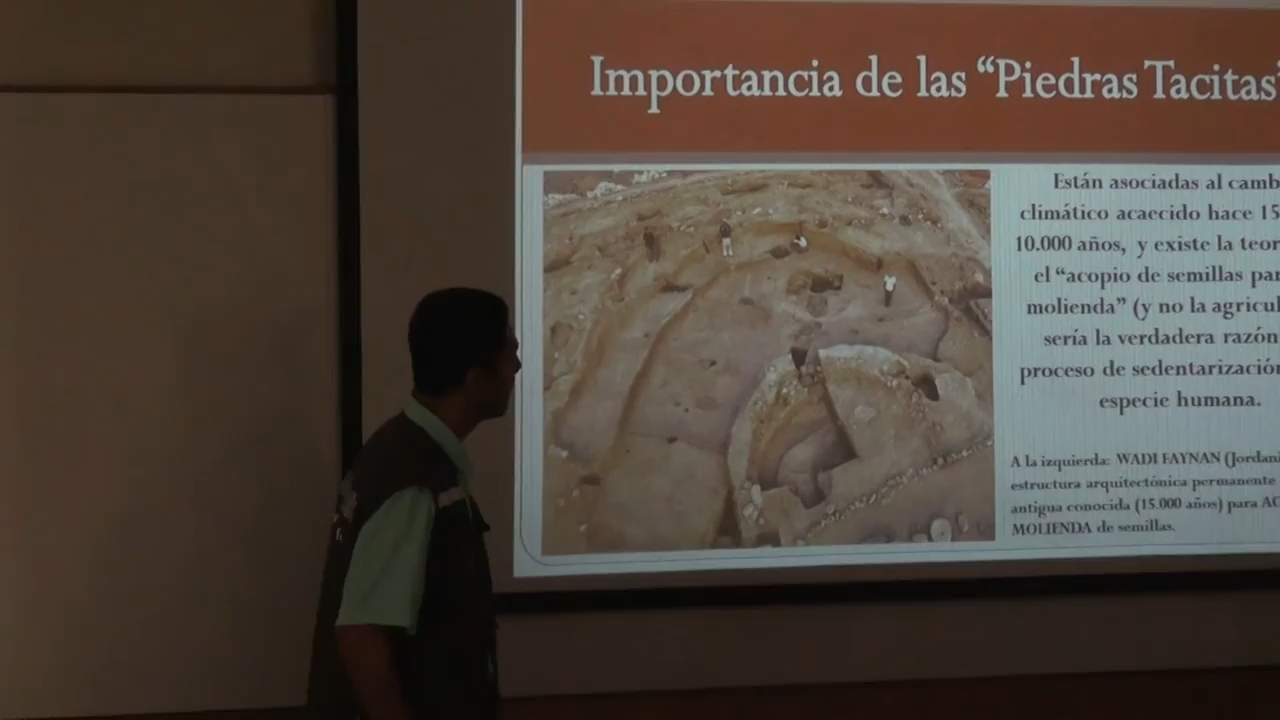 Importancia de las “Piedras Tacitas”
Están asociadas al camb
climático acaecido hace 15
10.000 años, y existe la teor
el “acopio de semillas par
molienda” (y no la agricul
sería la verdadera razón
proceso de sedentarización
especie humana.
A la izquierda: WADI FAYNAN (Jordani
estructura arquitectónica permanente
antigua conocida (15.000 años) para AC
MOLIENDA de semillas.